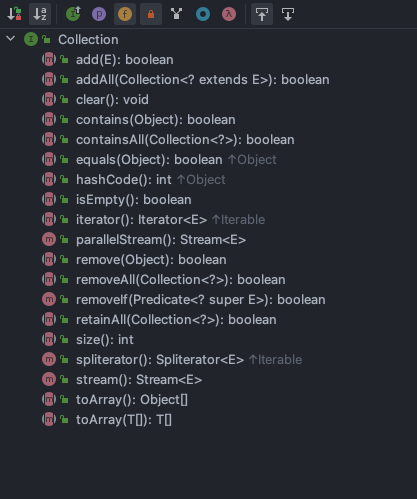 Collection
add(E): boolean
addAll(Collection<? extends E>): boolean
clear(): void
contains(Object): boolean
containsAll(Collection<?>): boolean
equals(Object): boolean ↑Object
hashCode(): int ↑Object
isEmpty(): boolean
iterator(): Iterator<E> ↑Iterable
parallelStream(): Stream<E>
remove(Object): boolean
removeAll(Collection<?>): boolean
removeIf(Predicate<? super E>): boolean
retainAll(Collection<?>): boolean
size(): int
spliterator(): Spliterator<E> ↑Iterable
stream(): Stream<E>
toArray(): Object[]
toArray(T[]): T[]